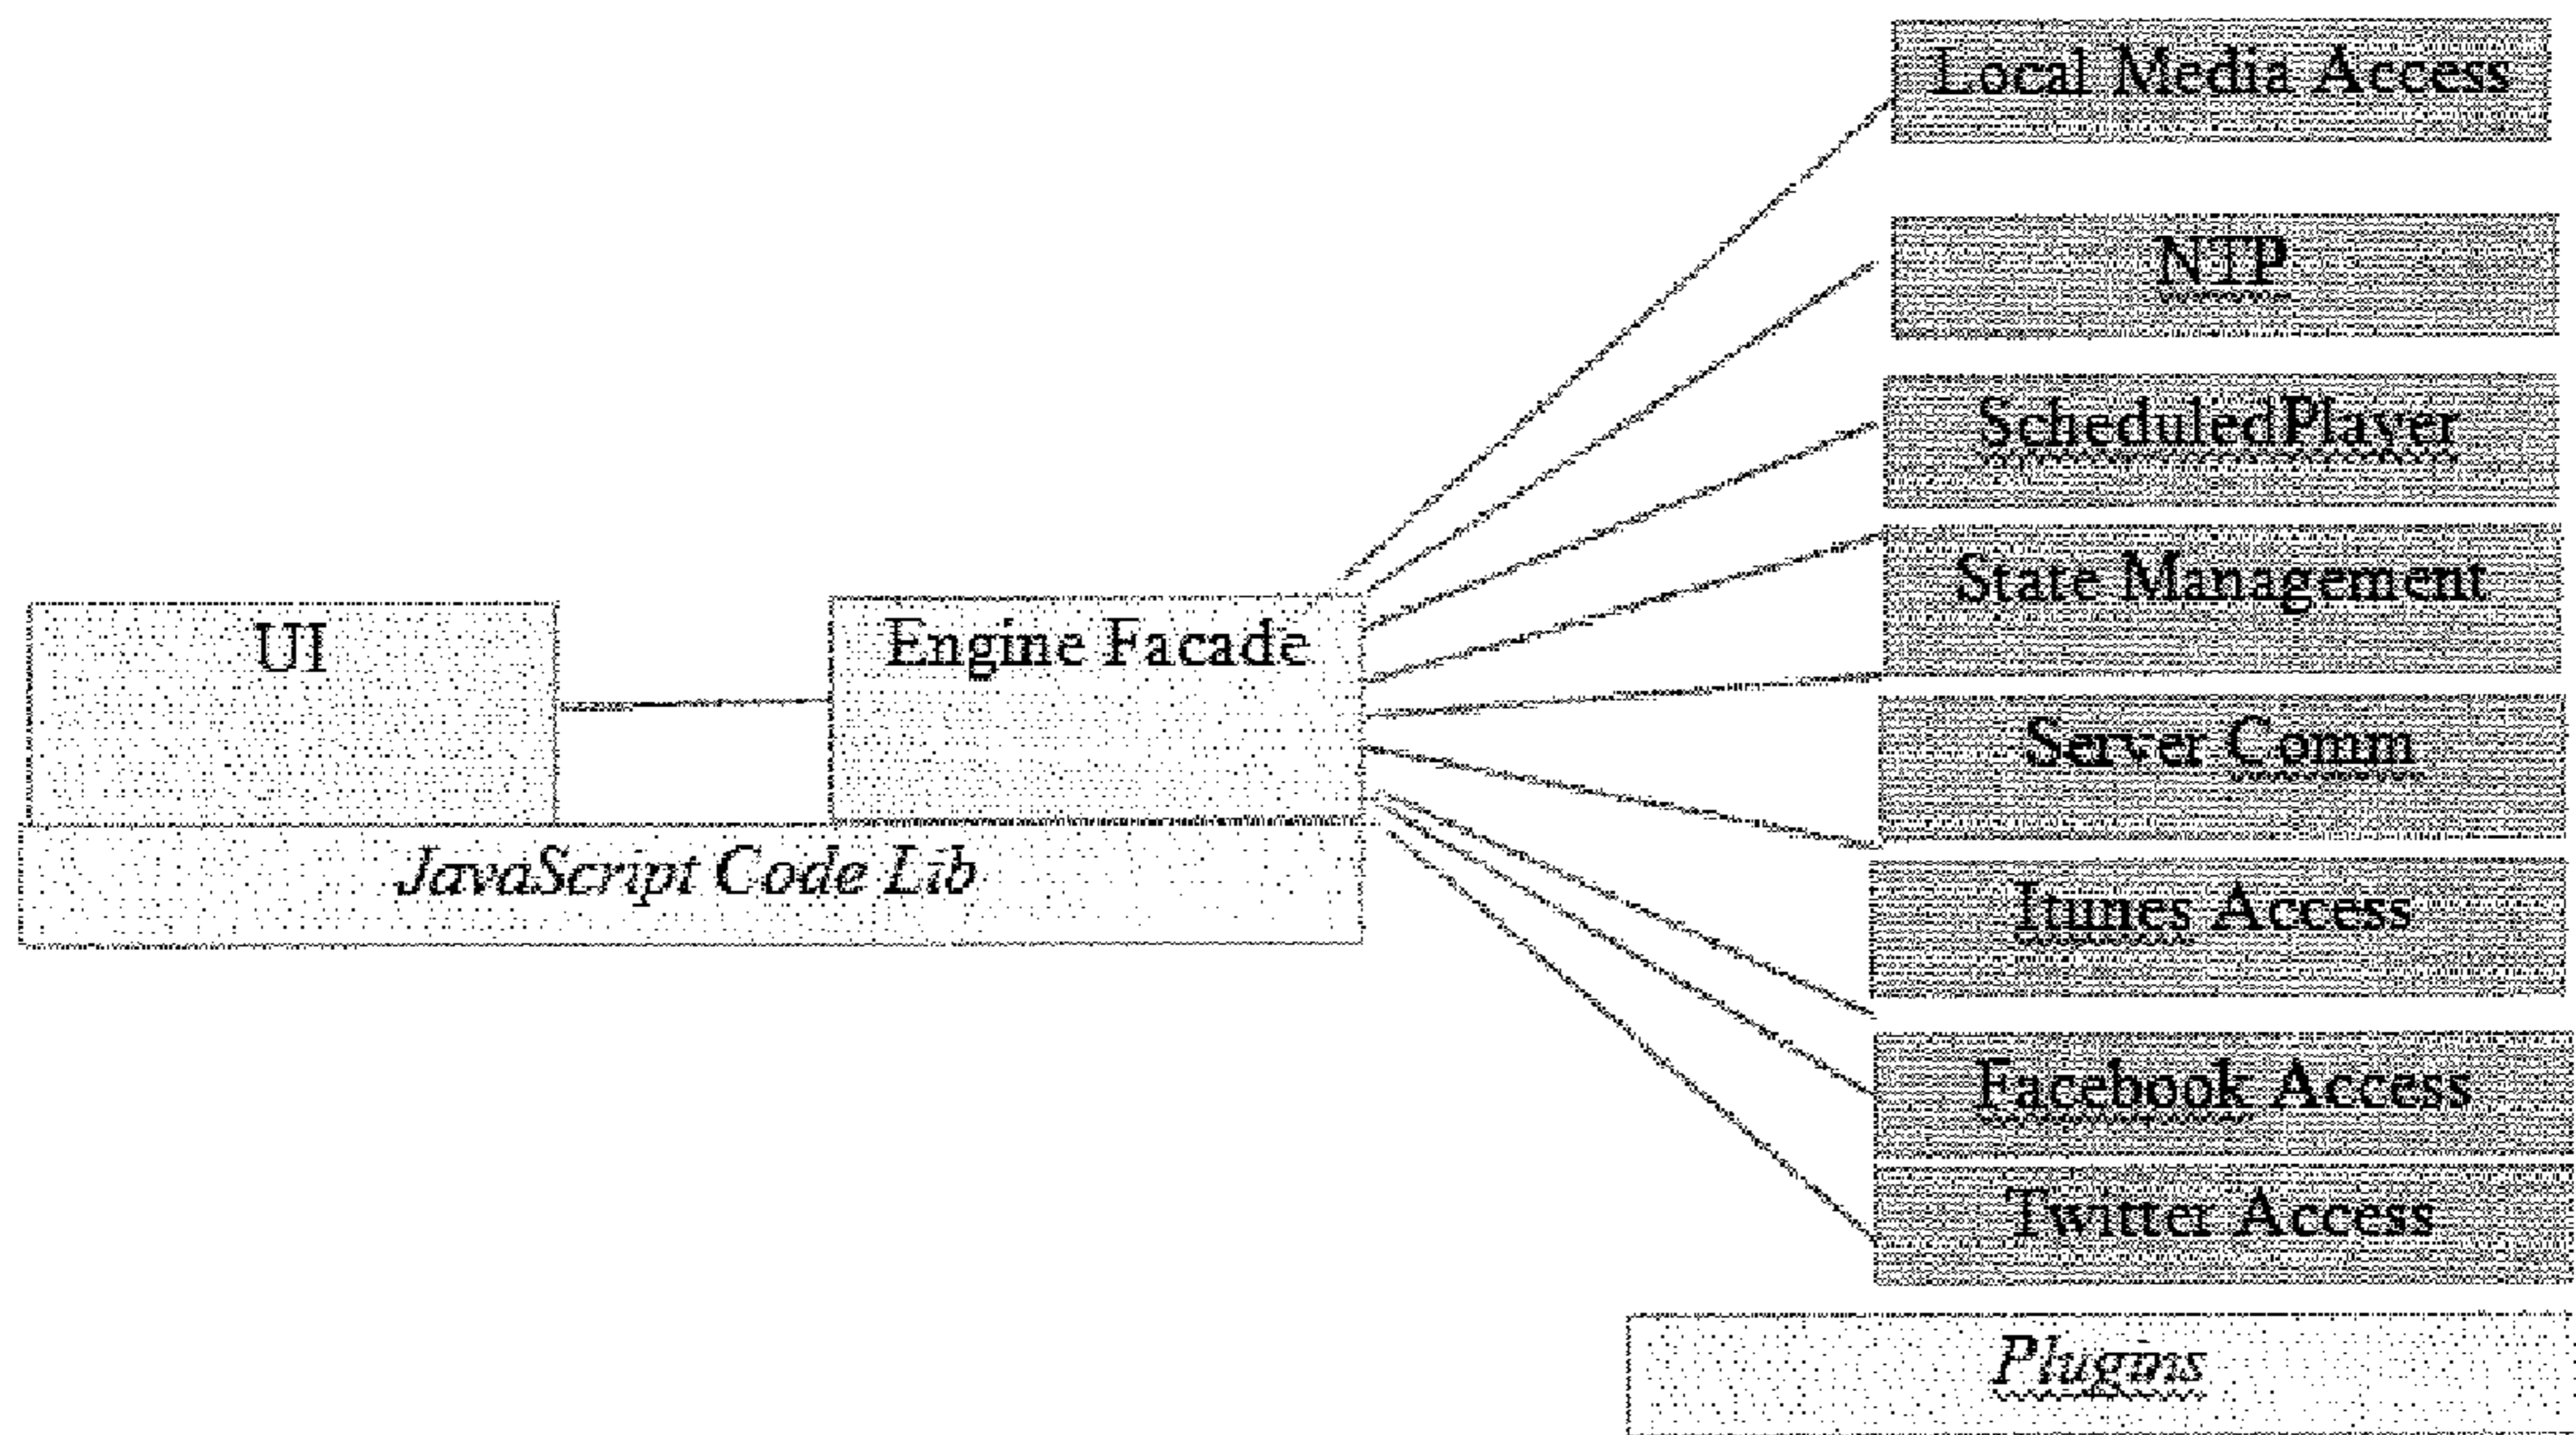 Local Media Access
NTP
ScheduledPlayer
State Management
UI
Engine Facade
Server Comm
JavaScript Code Lib
Itunes Access
Facebook Access
Twitter Access
Plugins